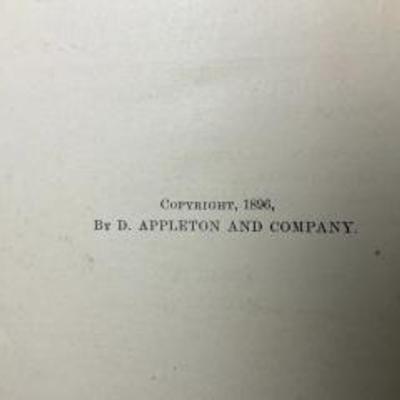 Copyright, 1896,
By D. APPLETON AND COMPANY.